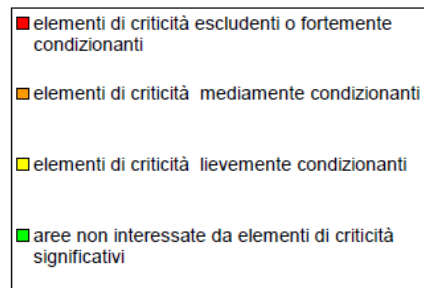 elementi di criticità escludenti o fortemente
condizionanti
elementi di criticità mediamente condizionanti
elementi di criticità lievemente condizionanti
aree non interessate da elementi di criticità
significativi